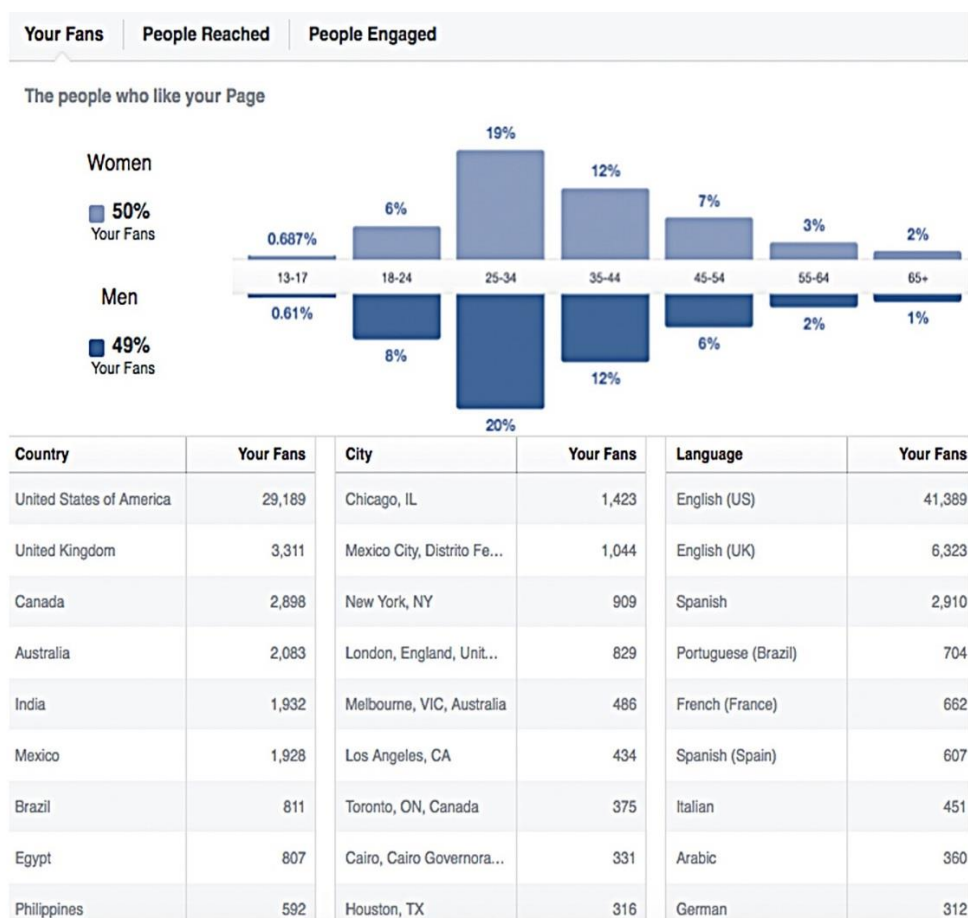 Your Fans People Reached People Engaged
The people who like your Page
19%
Women
12%
50%
6%
7%
Your Fans
0.687%
3%
2%
13-17 18-24 25-34 35-44 45-54 55-64 65+
Men
0.61%
2%
1%
49%
8%
6%
Your Fans
12%
20%
Country Your Fans City Your Fans Language Your Fans
United States of America 29,189 Chicago, IL 1,423 English (US) 41,389
United Kingdom 3,311 Mexico City, Distrito Fe... 1,044 English (UK) 6,323
Canada 2,898 New York, NY 909 Spanish 2,910
Australia 2,083 London, England, Unit... 829 Portuguese (Brazil) 704
India 1,932 Melbourne, VIC, Australia 486 French (France) 662
Mexico 1,928 Los Angeles, CA 434 Spanish (Spain) 607
Brazil 811 Toronto, ON, Canada 375 Italian 451
Egypt 807 Cairo, Cairo Governora... 331 Arabic 360
Philippines 592 Houston, TX 316 German 312